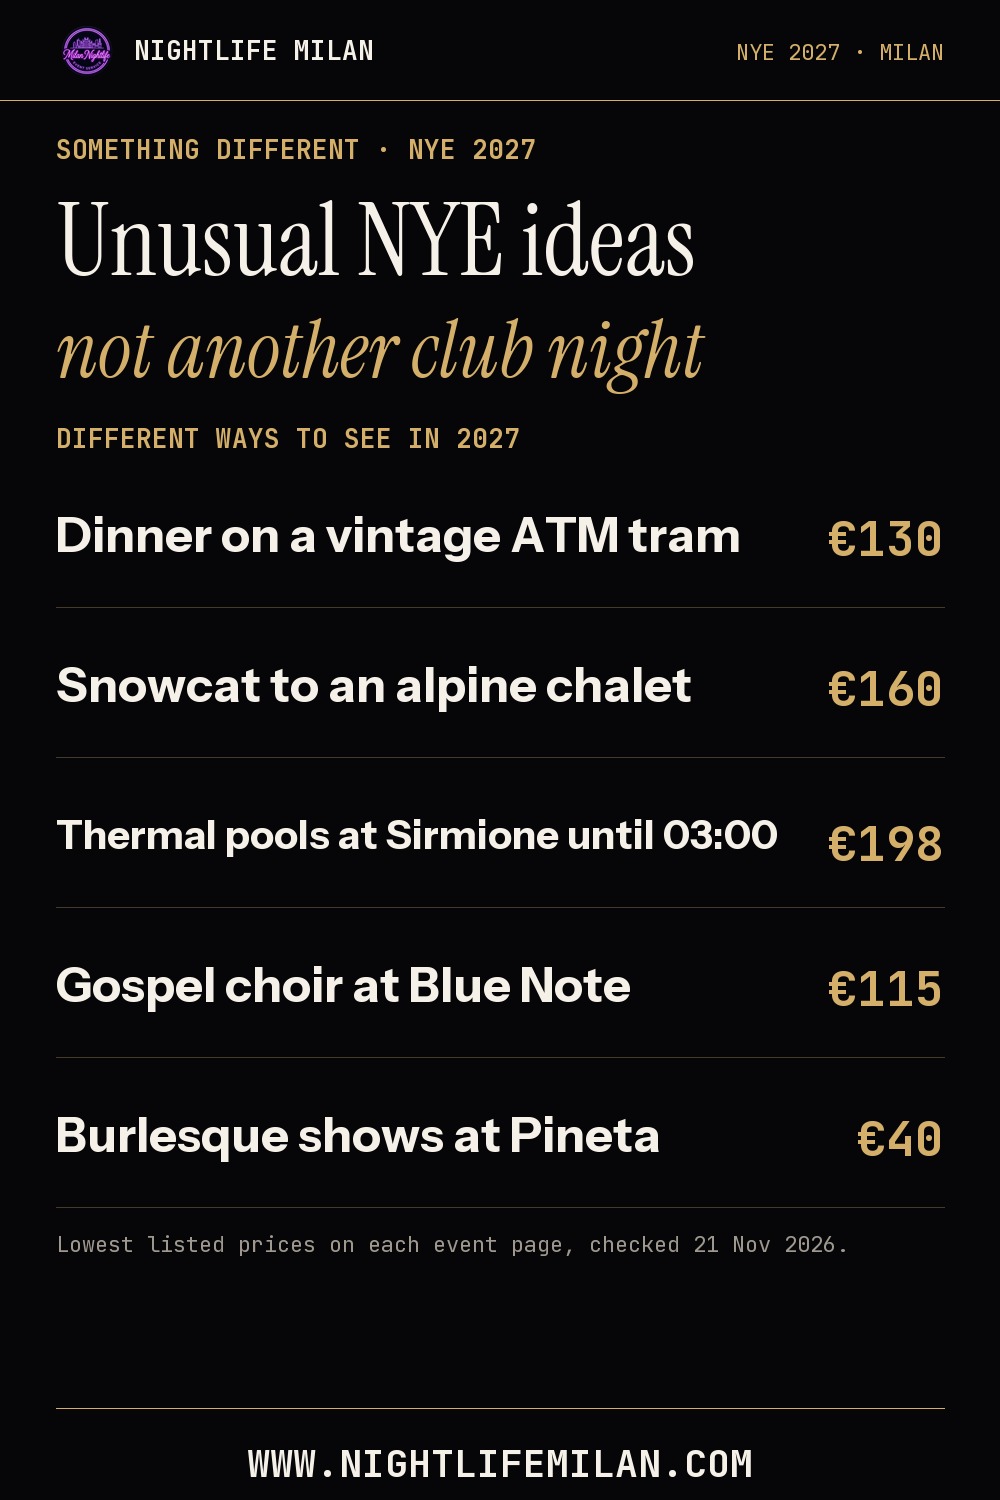 Milan Nightlife
NIGHTLIFE MILAN
NYE 2027 · MILAN
SOMETHING DIFFERENT · NYE 2027
Unusual NYE ideas
not another club night
DIFFERENT WAYS TO SEE IN 2027
Dinner on a vintage ATM tram €130
Snowcat to an alpine chalet €160
Thermal pools at Sirmione until 03:00 €198
Gospel choir at Blue Note €115
Burlesque shows at Pineta €40
Lowest listed prices on each event page, checked 21 Nov 2026.
WWW.NIGHTLIFEMILAN.COM